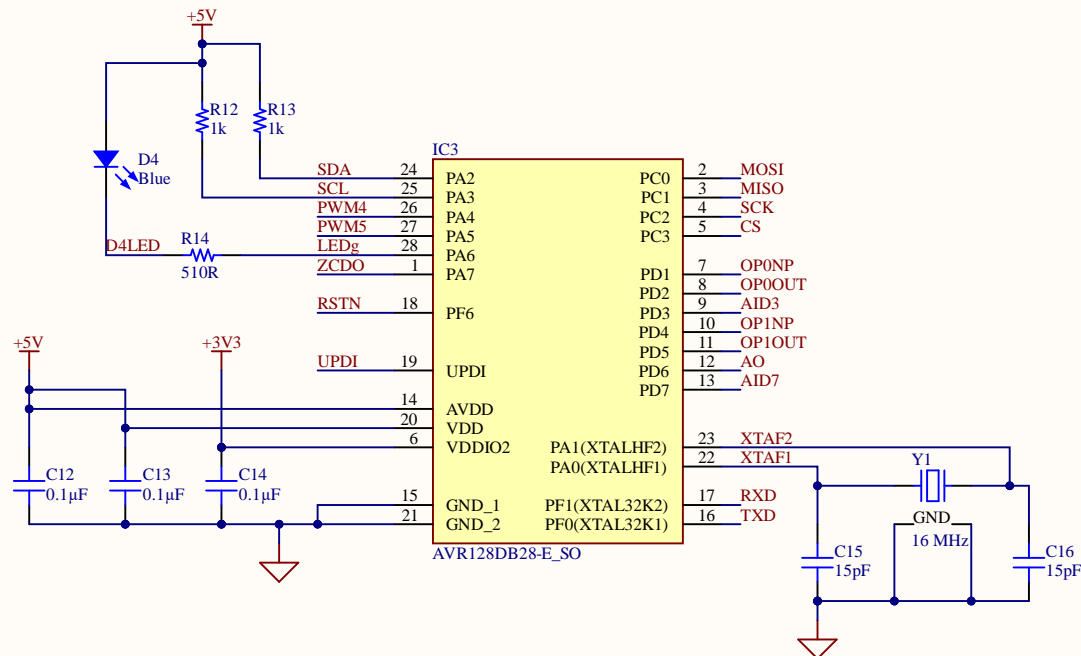 +5V
R12
1k
R13
1k
D4
Blue
D4LED
R14
510R
IC3
SDA 24 PA2
SCL 25 PA3
PWM4 26 PA4
PWM5 27 PA5
LEDg 28 PA6
ZCDO 1 PA7
RSTN 18 PF6
UPDI 19 UPDI
14 AVDD
20 VDD
6 VDDIO2
15 GND_1
21 GND_2
PC0 2 MOSI
PC1 3 MISO
PC2 4 SCK
PC3 5 CS
PD1 7 OP0NP
PD2 8 OP0OUT
PD3 9 AID3
PD4 10 OP1NP
PD5 11 OP1OUT
PD6 12 AO
PD7 13 AID7
PA1(XTALHF2) 23 XTAF2
PA0(XTALHF1) 22 XTAF1
PF1(XTAL32K2) 17 RXD
PF0(XTAL32K1) 16 TXD
AVR128DB28-E_SO
+5V
+3V3
C12
0.1µF
C13
0.1µF
C14
0.1µF
Y1
GND
16 MHz
C15
15pF
C16
15pF